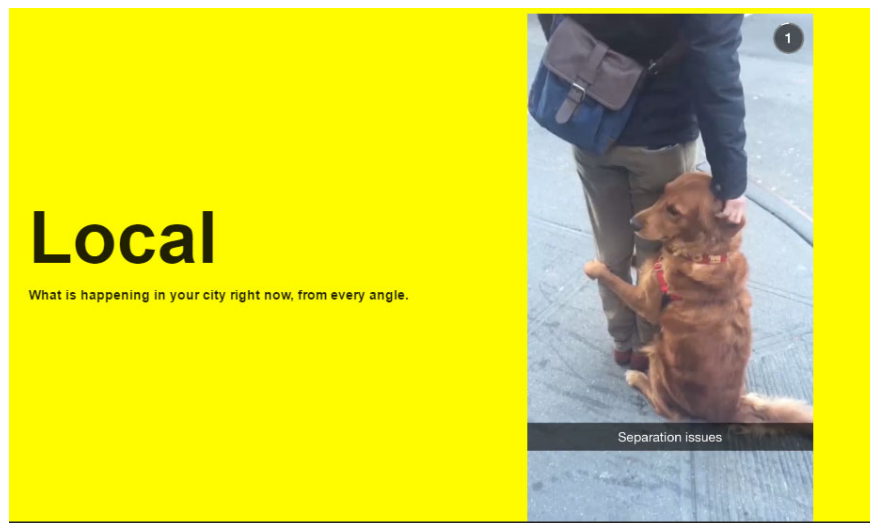 Local
What is happening in your city right now, from every angle.
1
Separation issues